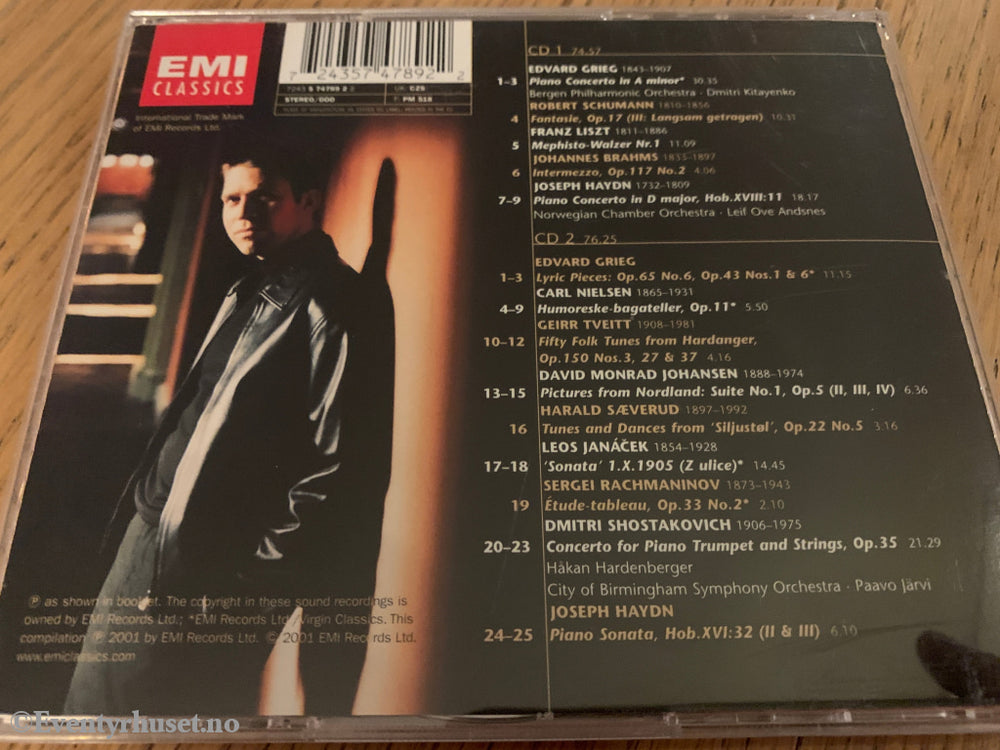 EMI
CLASSICS
International Trade Mark
of EMI Records Ltd.
7 24357 47892 2
STEREO/DDD
UK: CZS
F: PM 518
CD 1 74.57
EDVARD GRIEG 1843–1907
1–3 Piano Concerto in A minor* 30.35
Bergen Philharmonic Orchestra · Dmitri Kitayenko
ROBERT SCHUMANN 1810–1856
4 Fantasie, Op.17 (III: Langsam getragen) 10.31
FRANZ LISZT 1811–1886
5 Mephisto-Walzer Nr.1 11.09
JOHANNES BRAHMS 1833–1897
6 Intermezzo, Op.117 No.2 4.06
JOSEPH HAYDN 1732–1809
7–9 Piano Concerto in D major, Hob.XVIII:11 18.17
Norwegian Chamber Orchestra · Leif Ove Andsnes
CD 2 76.25
EDVARD GRIEG
1–3 Lyric Pieces: Op.65 No.6, Op.43 Nos.1 & 6* 11.15
CARL NIELSEN 1865–1931
4–9 Humoreske-bagateller, Op.11* 5.50
GEIRR TVEITT 1908–1981
10–12 Fifty Folk Tunes from Hardanger,
Op.150 Nos.3, 27 & 37 4.16
DAVID MONRAD JOHANSEN 1888–1974
13–15 Pictures from Nordland: Suite No.1, Op.5 (II, III, IV) 6.36
HARALD SÆVERUD 1897–1992
16 Tunes and Dances from 'Siljustøl', Op.22 No.5 3.16
LEOS JANÁČEK 1854–1928
17–18 'Sonata' 1.X.1905 (Z ulice)* 14.45
SERGEI RACHMANINOV 1873–1943
19 Étude-tableau, Op.33 No.2* 2.10
DMITRI SHOSTAKOVICH 1906–1975
20–23 Concerto for Piano Trumpet and Strings, Op.35 21.29
Håkan Hardenberger
City of Birmingham Symphony Orchestra · Paavo Järvi
JOSEPH HAYDN
24–25 Piano Sonata, Hob.XVI:32 (II & III) 6.10
℗ as shown in booklet. The copyright in these sound recordings is
owned by EMI Records Ltd.; *EMI Records Ltd/Virgin Classics. This
compilation ℗ 2001 by EMI Records Ltd. © 2001 EMI Records Ltd.
www.emiclassics.com
©Eventyrhuset.no